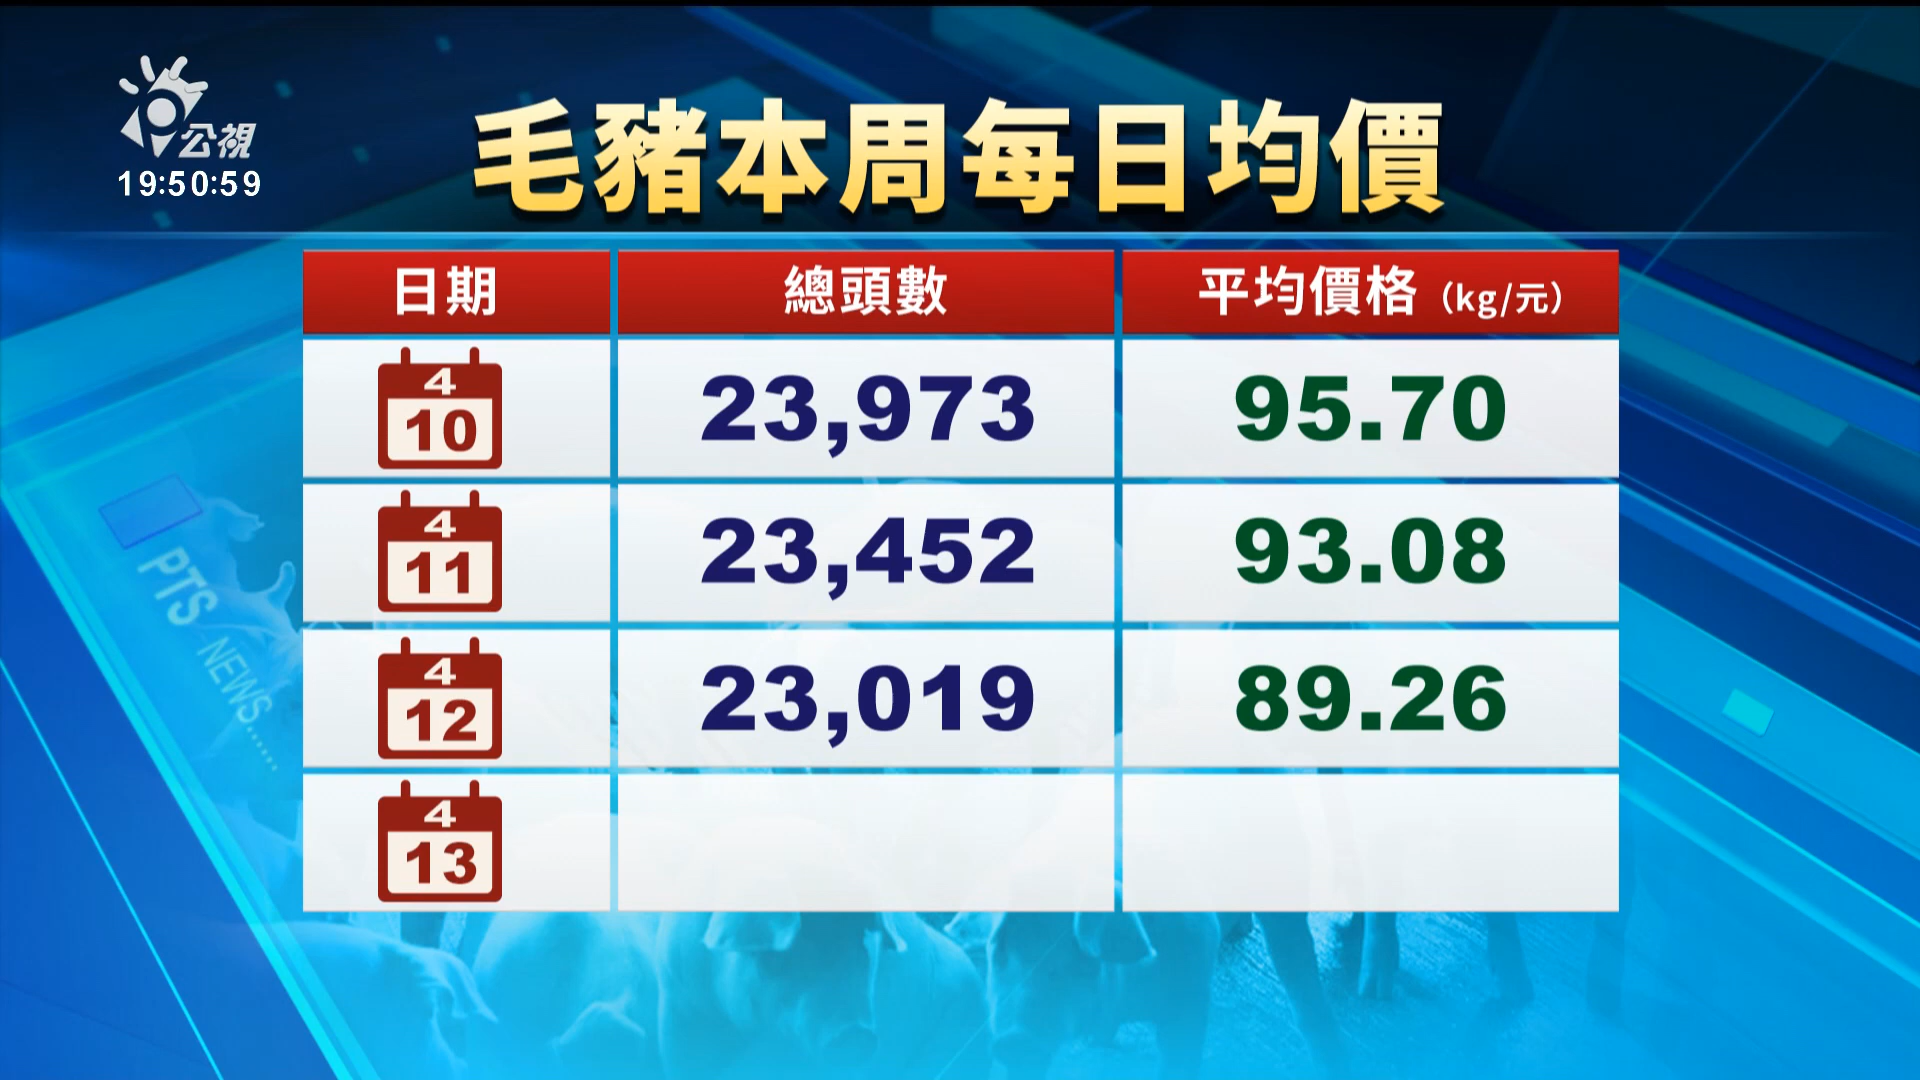 公視
19:50:59
毛豬本周每日均價
日期 總頭數 平均價格（kg/元）
4
10 23,973 95.70
4
11 23,452 93.08
4
12 23,019 89.26
4
13
PTS NEWS......